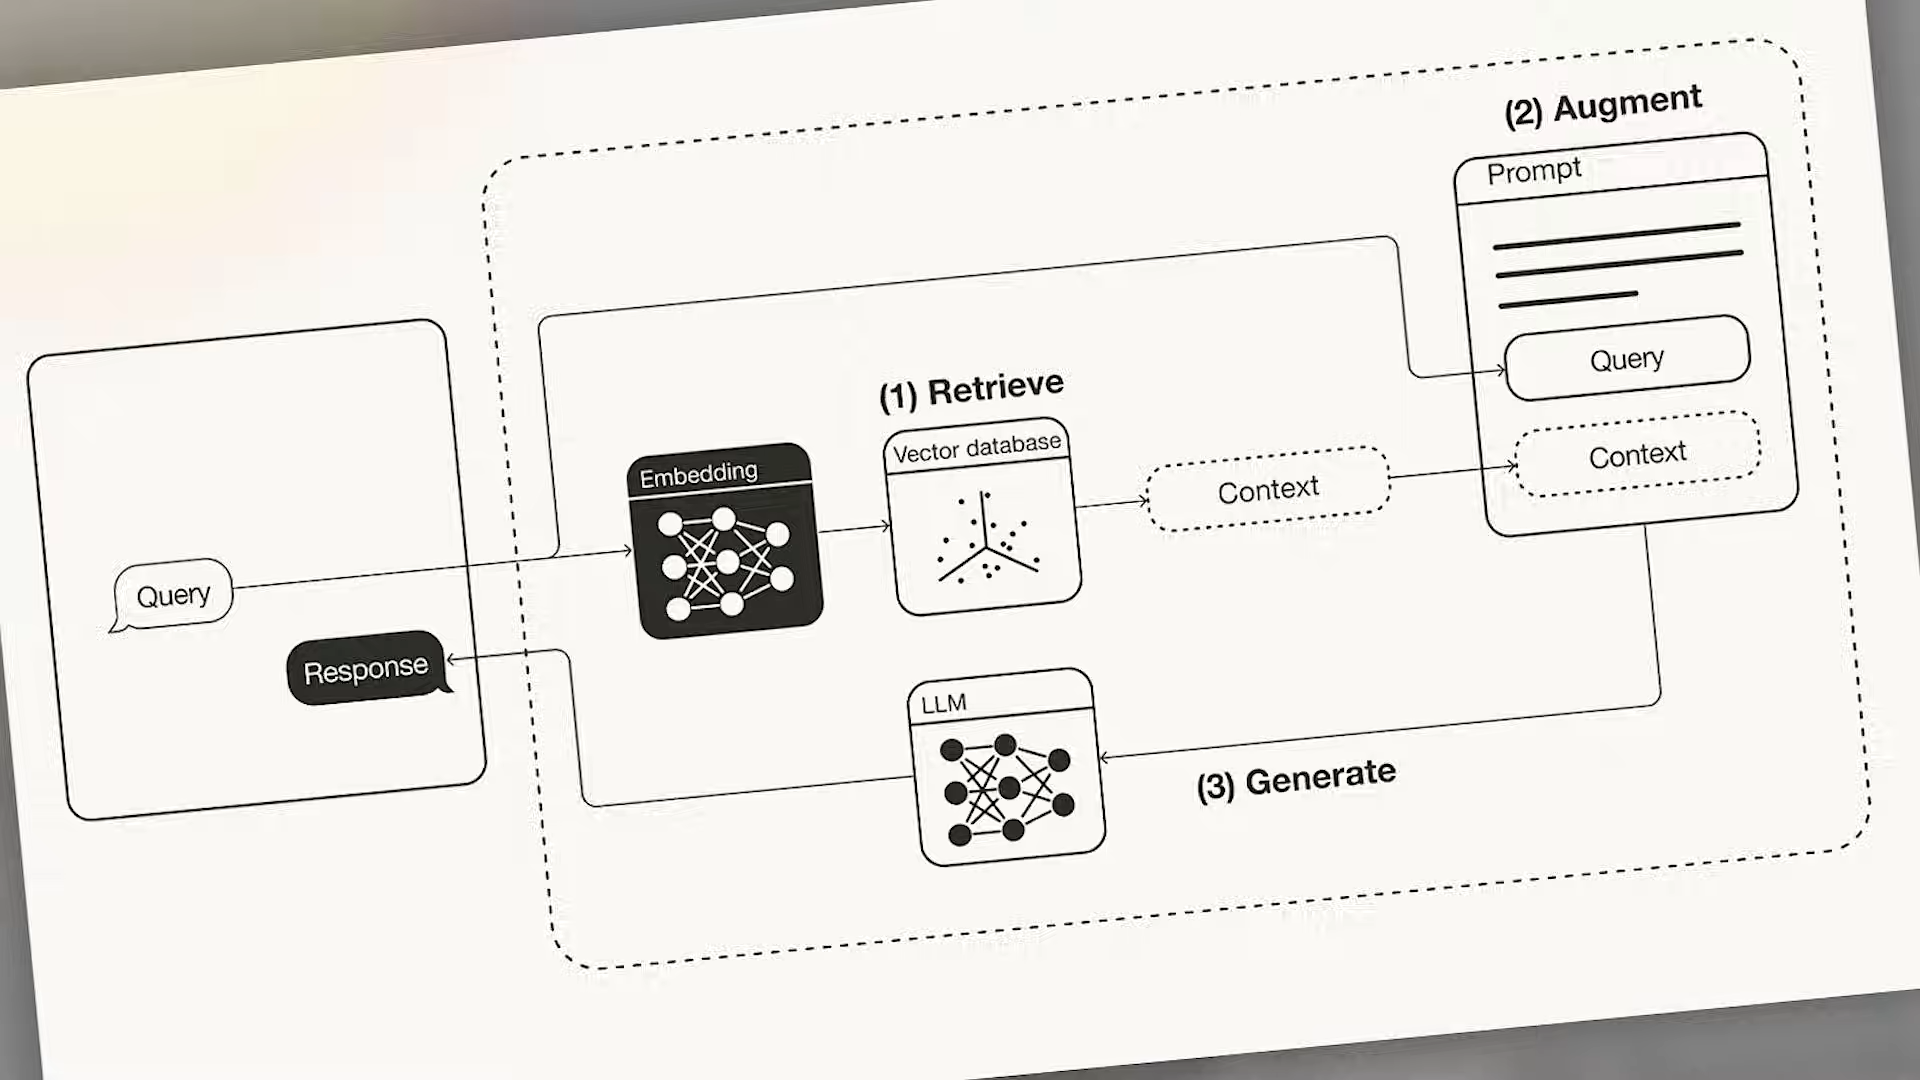 (2) Augment
Prompt
Query
Context
(1) Retrieve
Embedding
Vector database
Context
Query
Response
LLM
(3) Generate